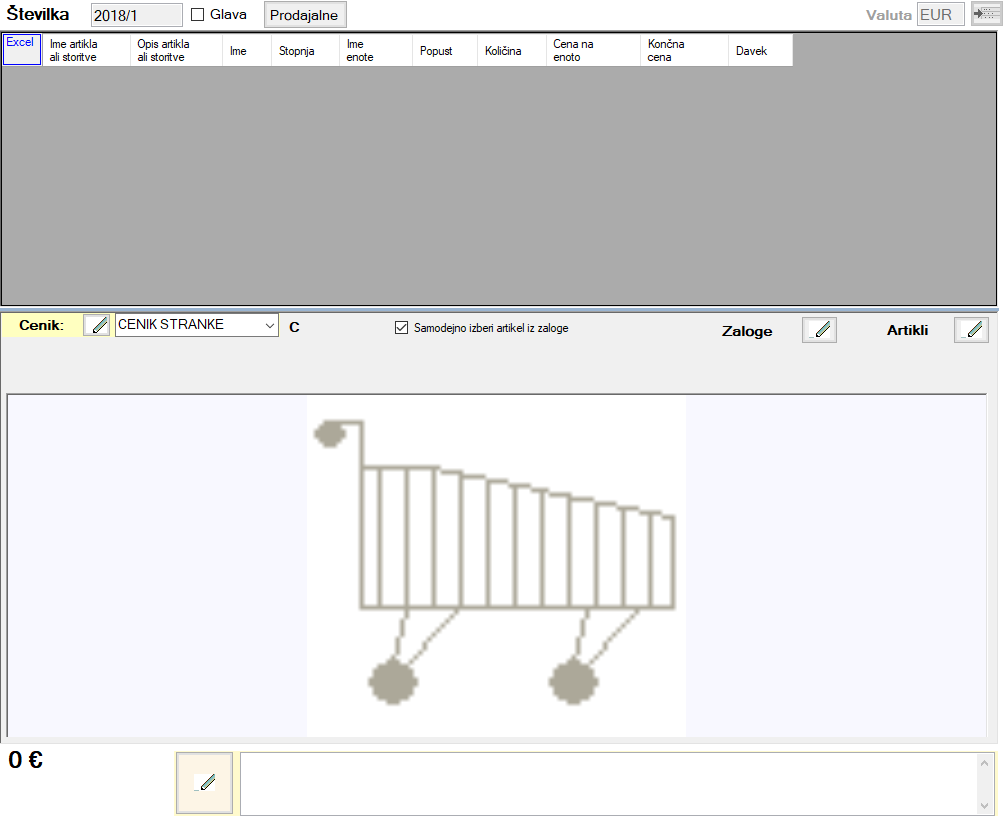 Številka 2018/1 Glava Prodajalne Valuta EUR
Excel Ime artikla ali storitve Opis artikla ali storitve Ime Stopnja Ime enote Popust Količina Cena na enoto Končna cena Davek
Cenik: CENIK STRANKE C Samodejno izberi artikel iz zaloge Zaloge Artikli
0 €